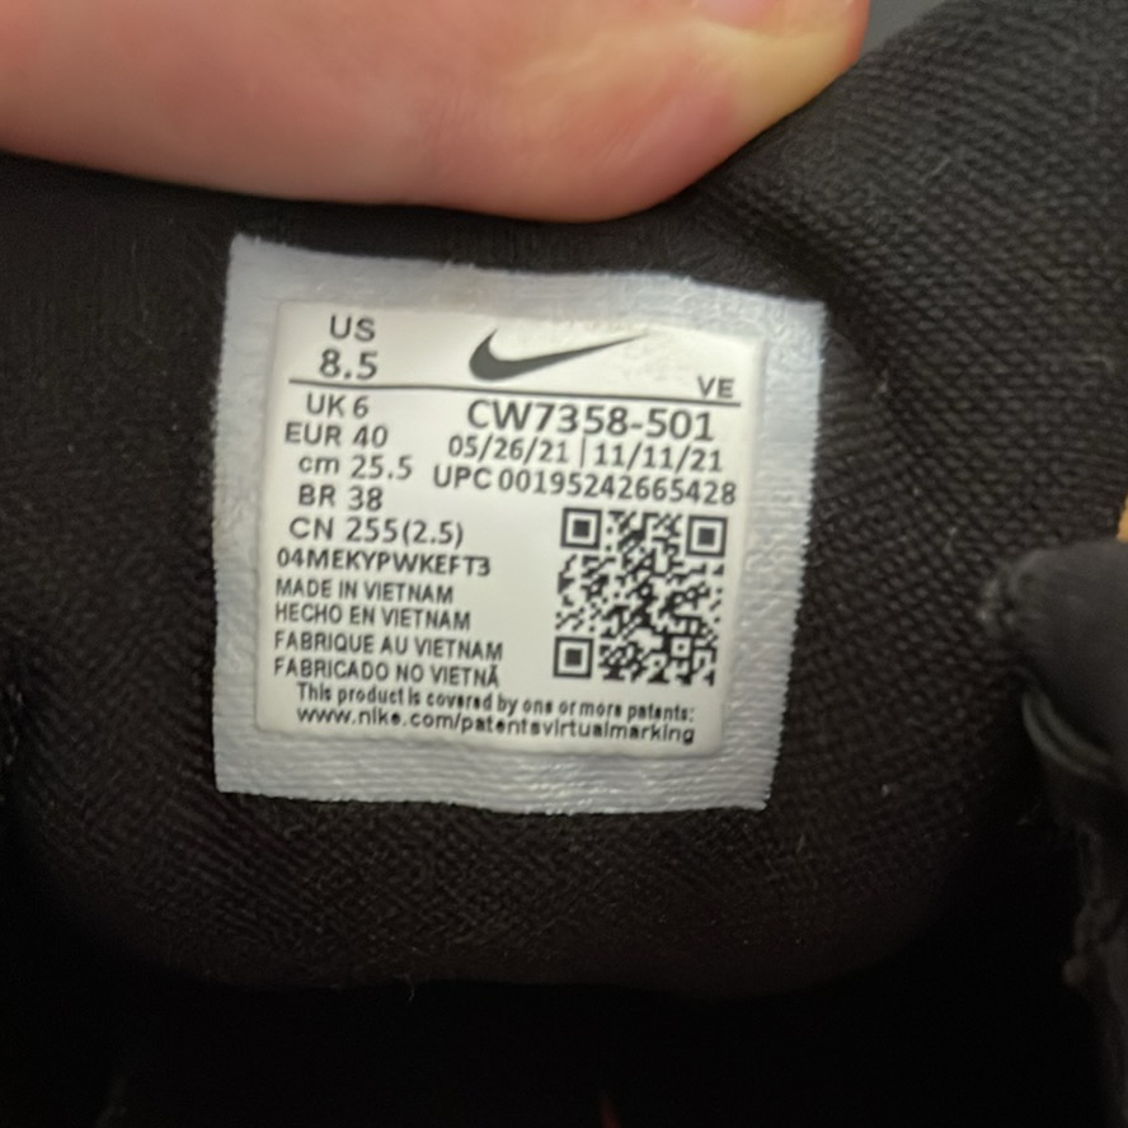 US
8.5
VE
UK 6
EUR 40
cm 25.5
BR 38
CN 255(2.5)
CW7358-501
05/26/21 | 11/11/21
UPC 00195242665428
04MEKYPWKEFT3
MADE IN VIETNAM
HECHO EN VIETNAM
FABRIQUE AU VIETNAM
FABRICADO NO VIETNÃ
This product is covered by one or more patents:
www.nike.com/patentsvirtualmarking